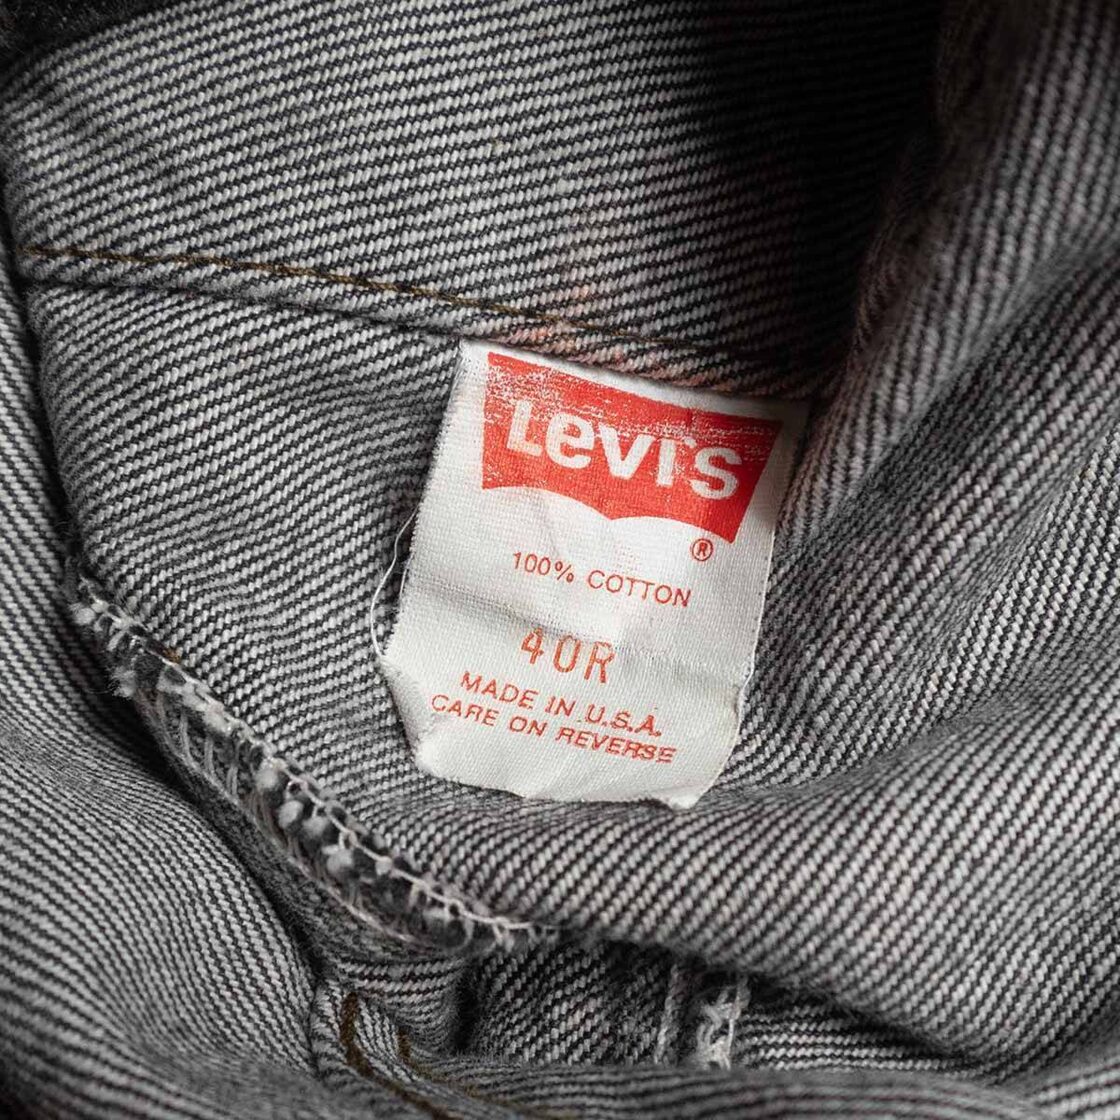 Levi's
®
100% COTTON
40R
MADE IN U.S.A.
CARE ON REVERSE